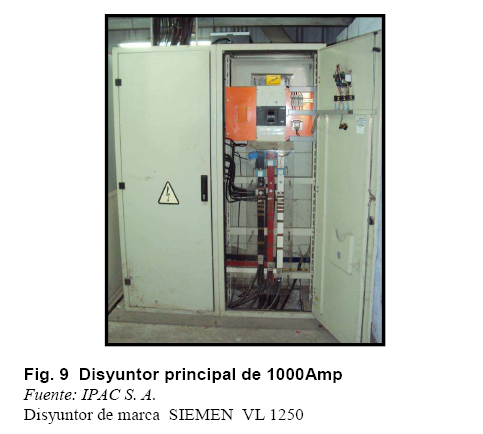 Fig. 9 Disyuntor principal de 1000Amp
Fuente: IPAC S. A.
Disyuntor de marca SIEMEN VL 1250